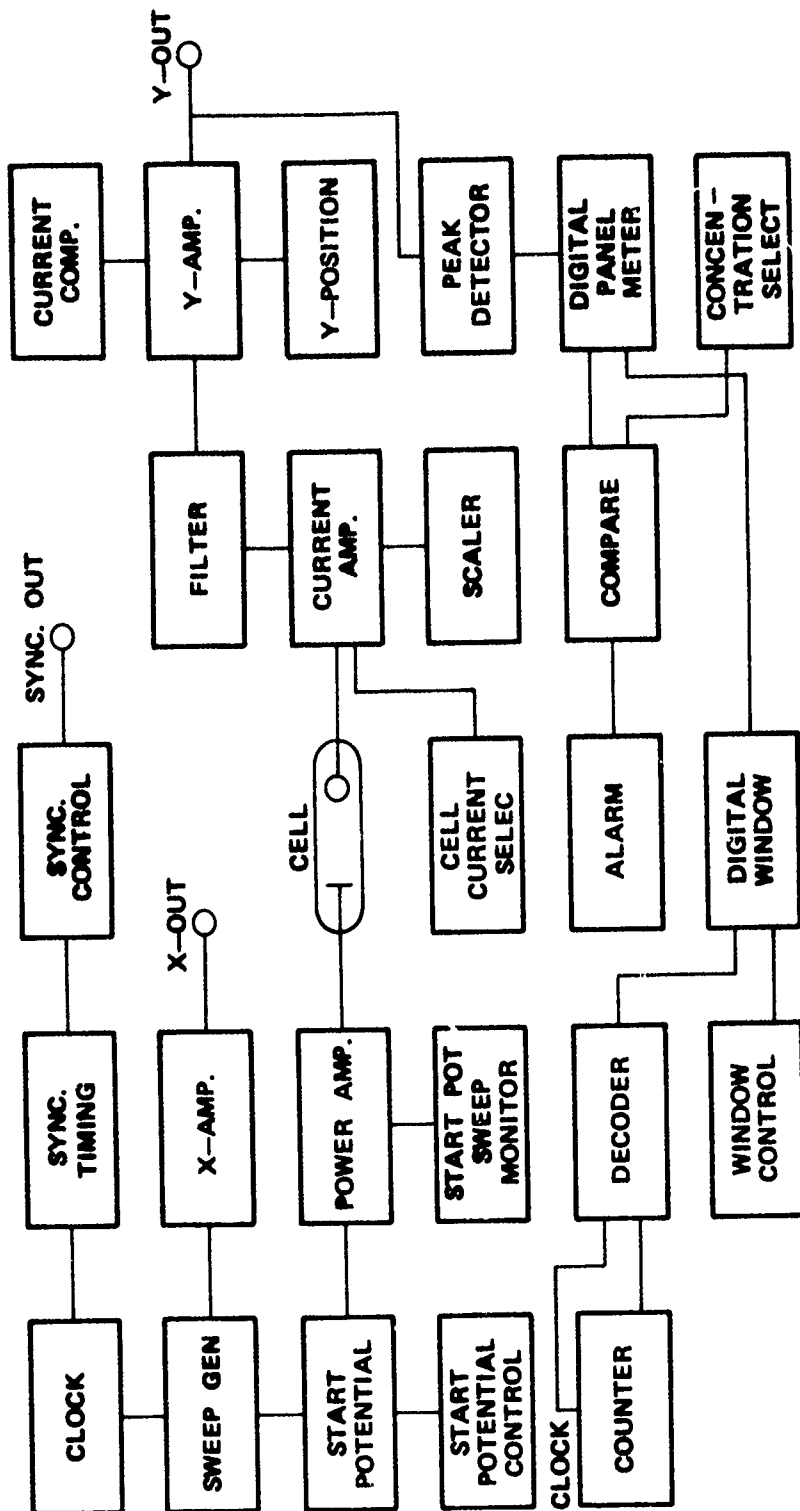 CLOCK
SYNC.
TIMING
SYNC.
CONTROL
SYNC. OUT
CURRENT
COMP.
SWEEP GEN
X-AMP.
X-OUT
FILTER
Y-AMP.
Y-OUT
START
POTENTIAL
POWER AMP.
CELL
CURRENT
AMP.
Y-POSITION
START
POTENTIAL
CONTROL
START POT
SWEEP
MONITOR
CELL
CURRENT
SELEC
SCALER
PEAK
DETECTOR
CLOCK
COUNTER
DECODER
ALARM
COMPARE
DIGITAL
PANEL
METER
WINDOW
CONTROL
DIGITAL
WINDOW
CONCEN-
TRATION
SELECT